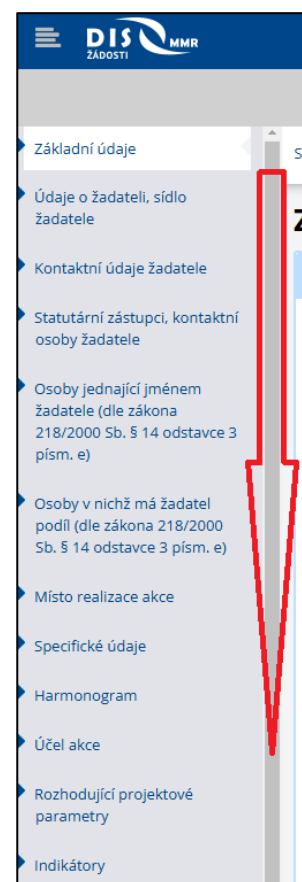 DIS MMR
ŽÁDOSTI
Základní údaje
S
Z
Údaje o žadateli, sídlo
žadatele
Kontaktní údaje žadatele
Statutární zástupci, kontaktní
osoby žadatele
Osoby jednající jménem
žadatele (dle zákona
218/2000 Sb. § 14 odstavce 3
písm. e)
Osoby v nichž má žadatel
podíl (dle zákona 218/2000
Sb. § 14 odstavce 3 písm. e)
Místo realizace akce
Specifické údaje
Harmonogram
Účel akce
Rozhodující projektové
parametry
Indikátory